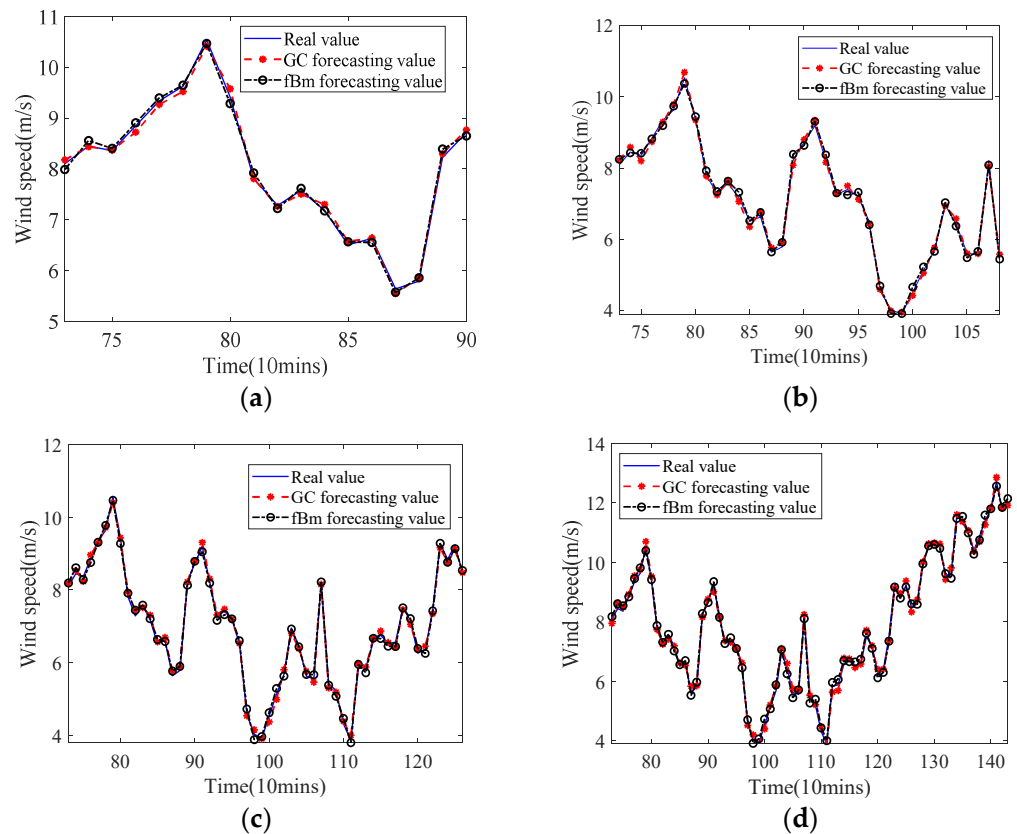 11
10
9
8
7
6
5
Wind speed(m/s)
Real value
GC forecasting value
fBm forecasting value
75 80 85 90
Time(10mins)
(a)
12
10
8
6
4
Wind speed(m/s)
Real value
GC forecasting value
fBm forecasting value
75 80 85 90 95 100 105
Time(10mins)
(b)
12
10
8
6
4
Wind speed(m/s)
Real value
GC forecasting value
fBm forecasting value
80 90 100 110 120
Time(10mins)
(c)
14
12
10
8
6
4
Wind speed(m/s)
Real value
GC forecasting value
fBm forecasting value
80 90 100 110 120 130 140
Time(10mins)
(d)